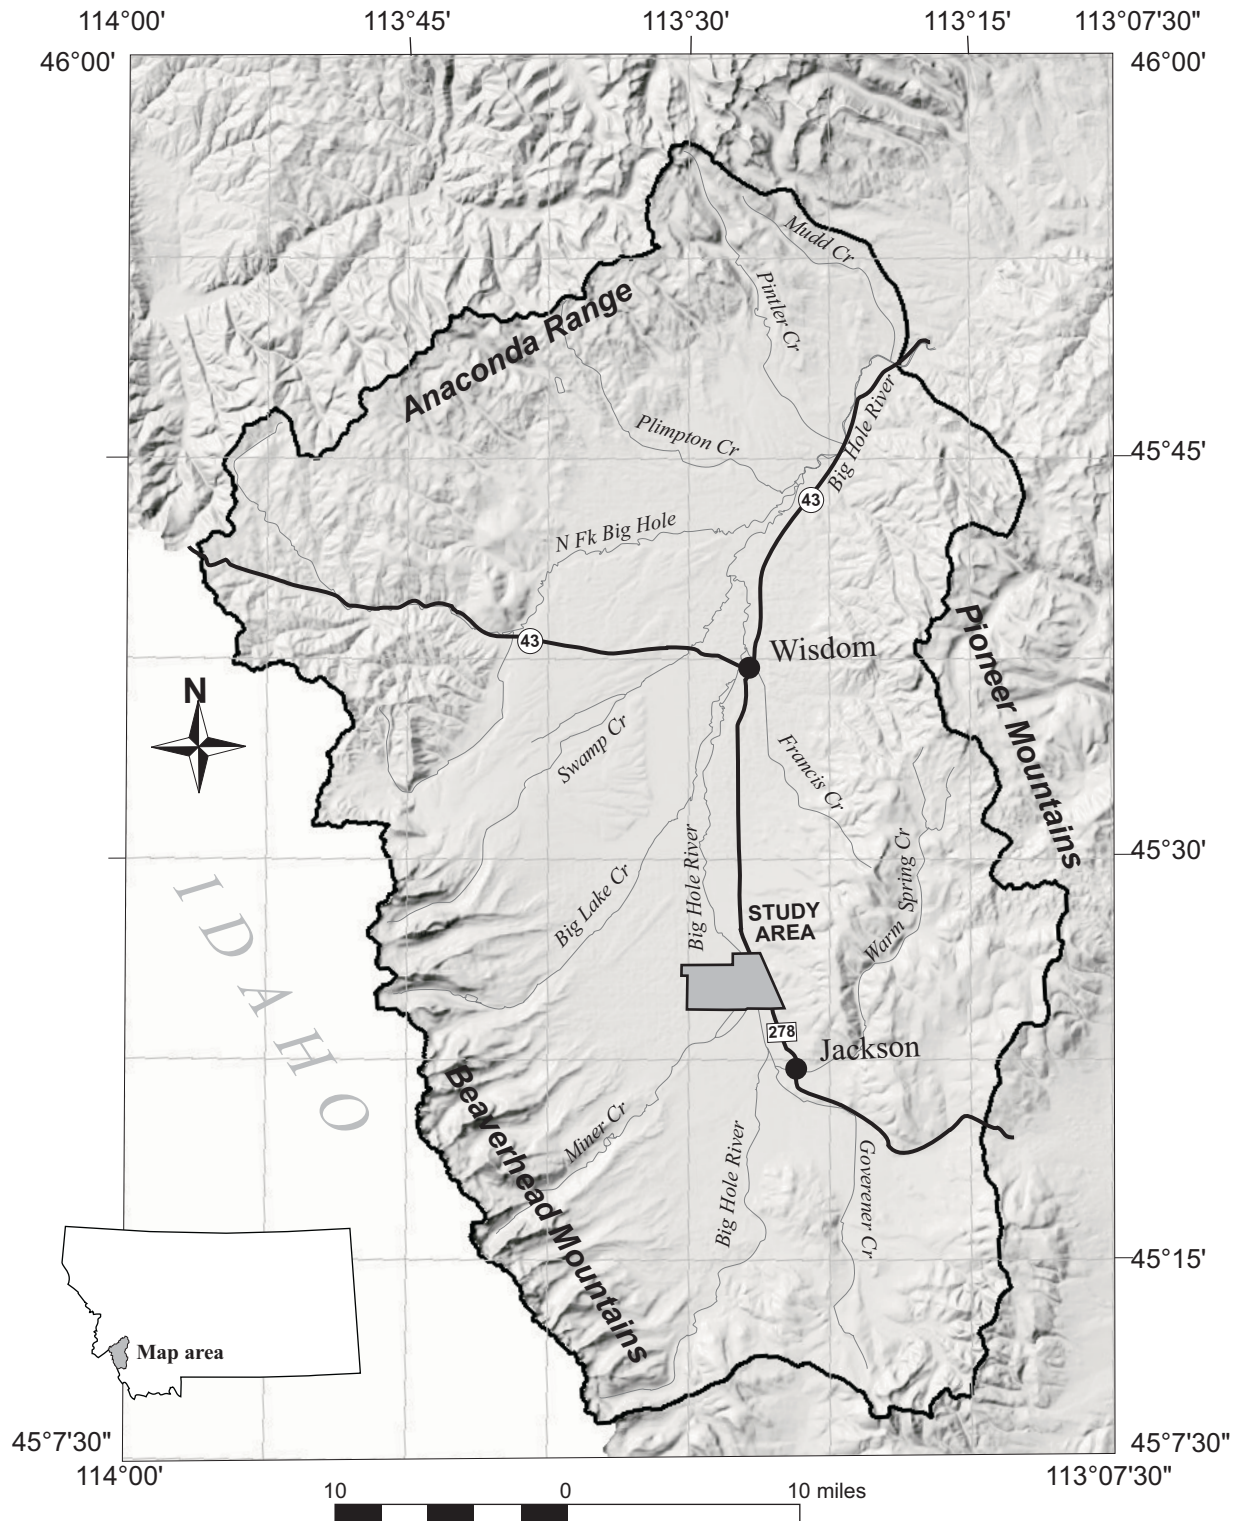 114°00' 113°45' 113°30' 113°15' 113°07'30"
46°00' 46°00'
Mudd Cr
Pintler Cr
Anaconda Range
Big Hole River
Plimpton Cr
45°45'
43
N Fk Big Hole
43
Wisdom
Pioneer Mountains
N
Swamp Cr
Francis Cr
45°30'
Big Hole River
Warm Spring Cr
Big Lake Cr
IDAHO
STUDY
AREA
278
Jackson
Beaverhead Mountains
Miner Cr
Big Hole River
Goverener Cr
45°15'
Map area
45°7'30" 45°7'30"
114°00' 113°07'30"
10 0 10 miles